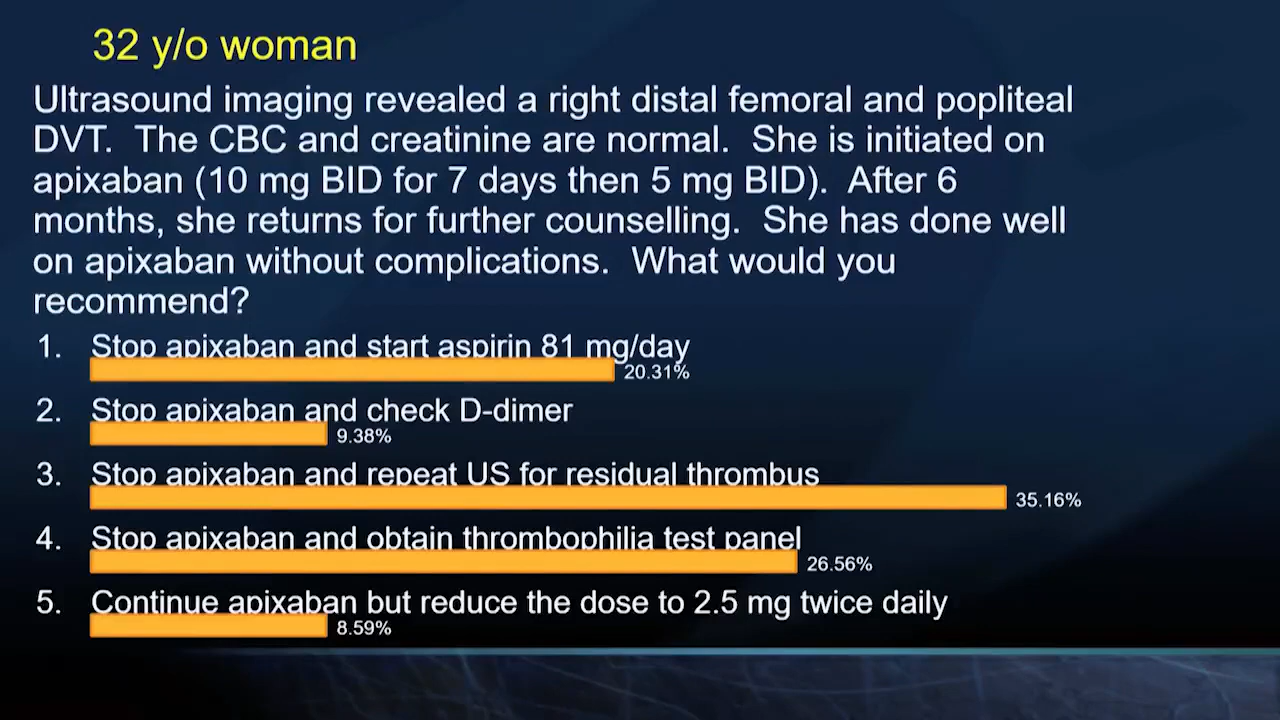 32 y/o woman
Ultrasound imaging revealed a right distal femoral and popliteal
DVT. The CBC and creatinine are normal. She is initiated on
apixaban (10 mg BID for 7 days then 5 mg BID). After 6
months, she returns for further counselling. She has done well
on apixaban without complications. What would you
recommend?
1. Stop apixaban and start aspirin 81 mg/day
20.31%
2. Stop apixaban and check D-dimer
9.38%
3. Stop apixaban and repeat US for residual thrombus
35.16%
4. Stop apixaban and obtain thrombophilia test panel
26.56%
5. Continue apixaban but reduce the dose to 2.5 mg twice daily
8.59%